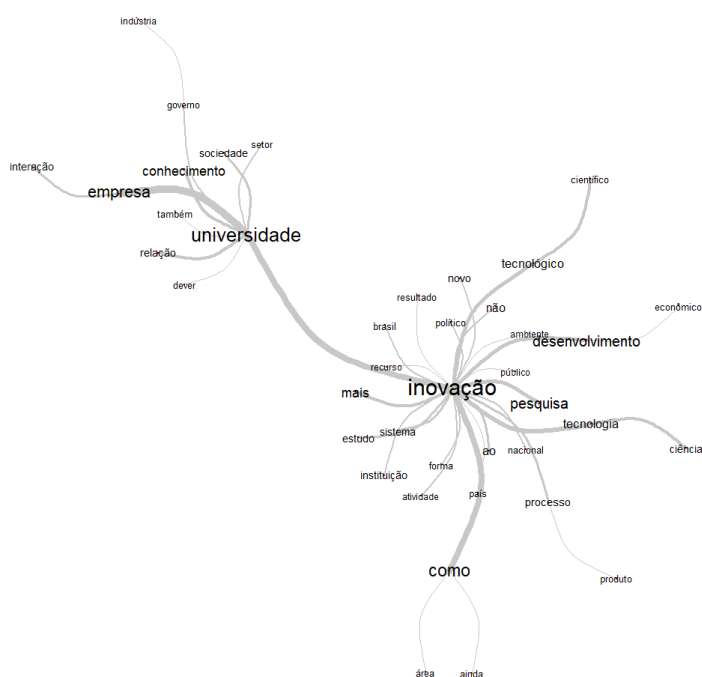 indústria
governo
setor
sociedade
interação
conhecimento
científico
empresa
também
universidade
relação
tecnológico
novo
dever
resultado
não
econômico
político
brasil
ambiente
desenvolvimento
recurso
público
inovação
mais
pesquisa
tecnologia
sistema
estudo
ciência
ao
nacional
forma
instituição
atividade
país
processo
como
produto
área
ainda